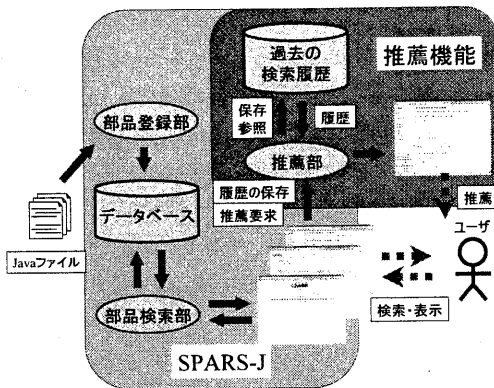 過去の
検索履歴
推薦機能
保存
参照
履歴
部品登録部
推薦部
履歴の保存
推薦要求
推薦
データベース
ユーザ
Javaファイル
部品検索部
検索・表示
SPARS-J